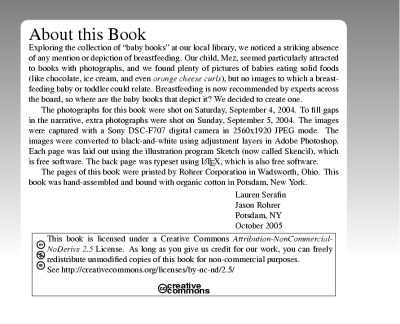 About this Book
Exploring the collection of "baby books" at our local library, we noticed a striking absence
of any mention or depiction of breastfeeding. Our child, Mez, seemed particularly attracted
to books with photographs, and we found plenty of pictures of babies eating solid foods
(like chocolate, ice cream, and even orange cheese curls), but no images to which a breast-
feeding baby or toddler could relate. Breastfeeding is now recommended by experts across
the board, so where are the baby books that depict it? We decided to create one.
The photographs for this book were shot on Saturday, September 4, 2004. To fill gaps
in the narrative, extra photographs were shot on Sunday, September 5, 2004. The images
were captured with a Sony DSC-F707 digital camera in 2560x1920 JPEG mode. The
images were converted to black-and-white using adjustment layers in Adobe Photoshop.
Each page was laid out using the illustration program Sketch (now called Skencil), which
is free software. The back page was typeset using LATEX, which is also free software.
The pages of this book were printed by Rohrer Corporation in Wadsworth, Ohio. This
book was hand-assembled and bound with organic cotton in Potsdam, New York.
Lauren Serafin
Jason Rohrer
Potsdam, NY
October 2005
This book is licensed under a Creative Commons Attribution-NonCommercial-
NoDerivs 2.5 License. As long as you give us credit for our work, you can freely
redistribute unmodified copies of this book for non-commercial purposes.
See http://creativecommons.org/licenses/by-nc-nd/2.5/
cc creative
commons